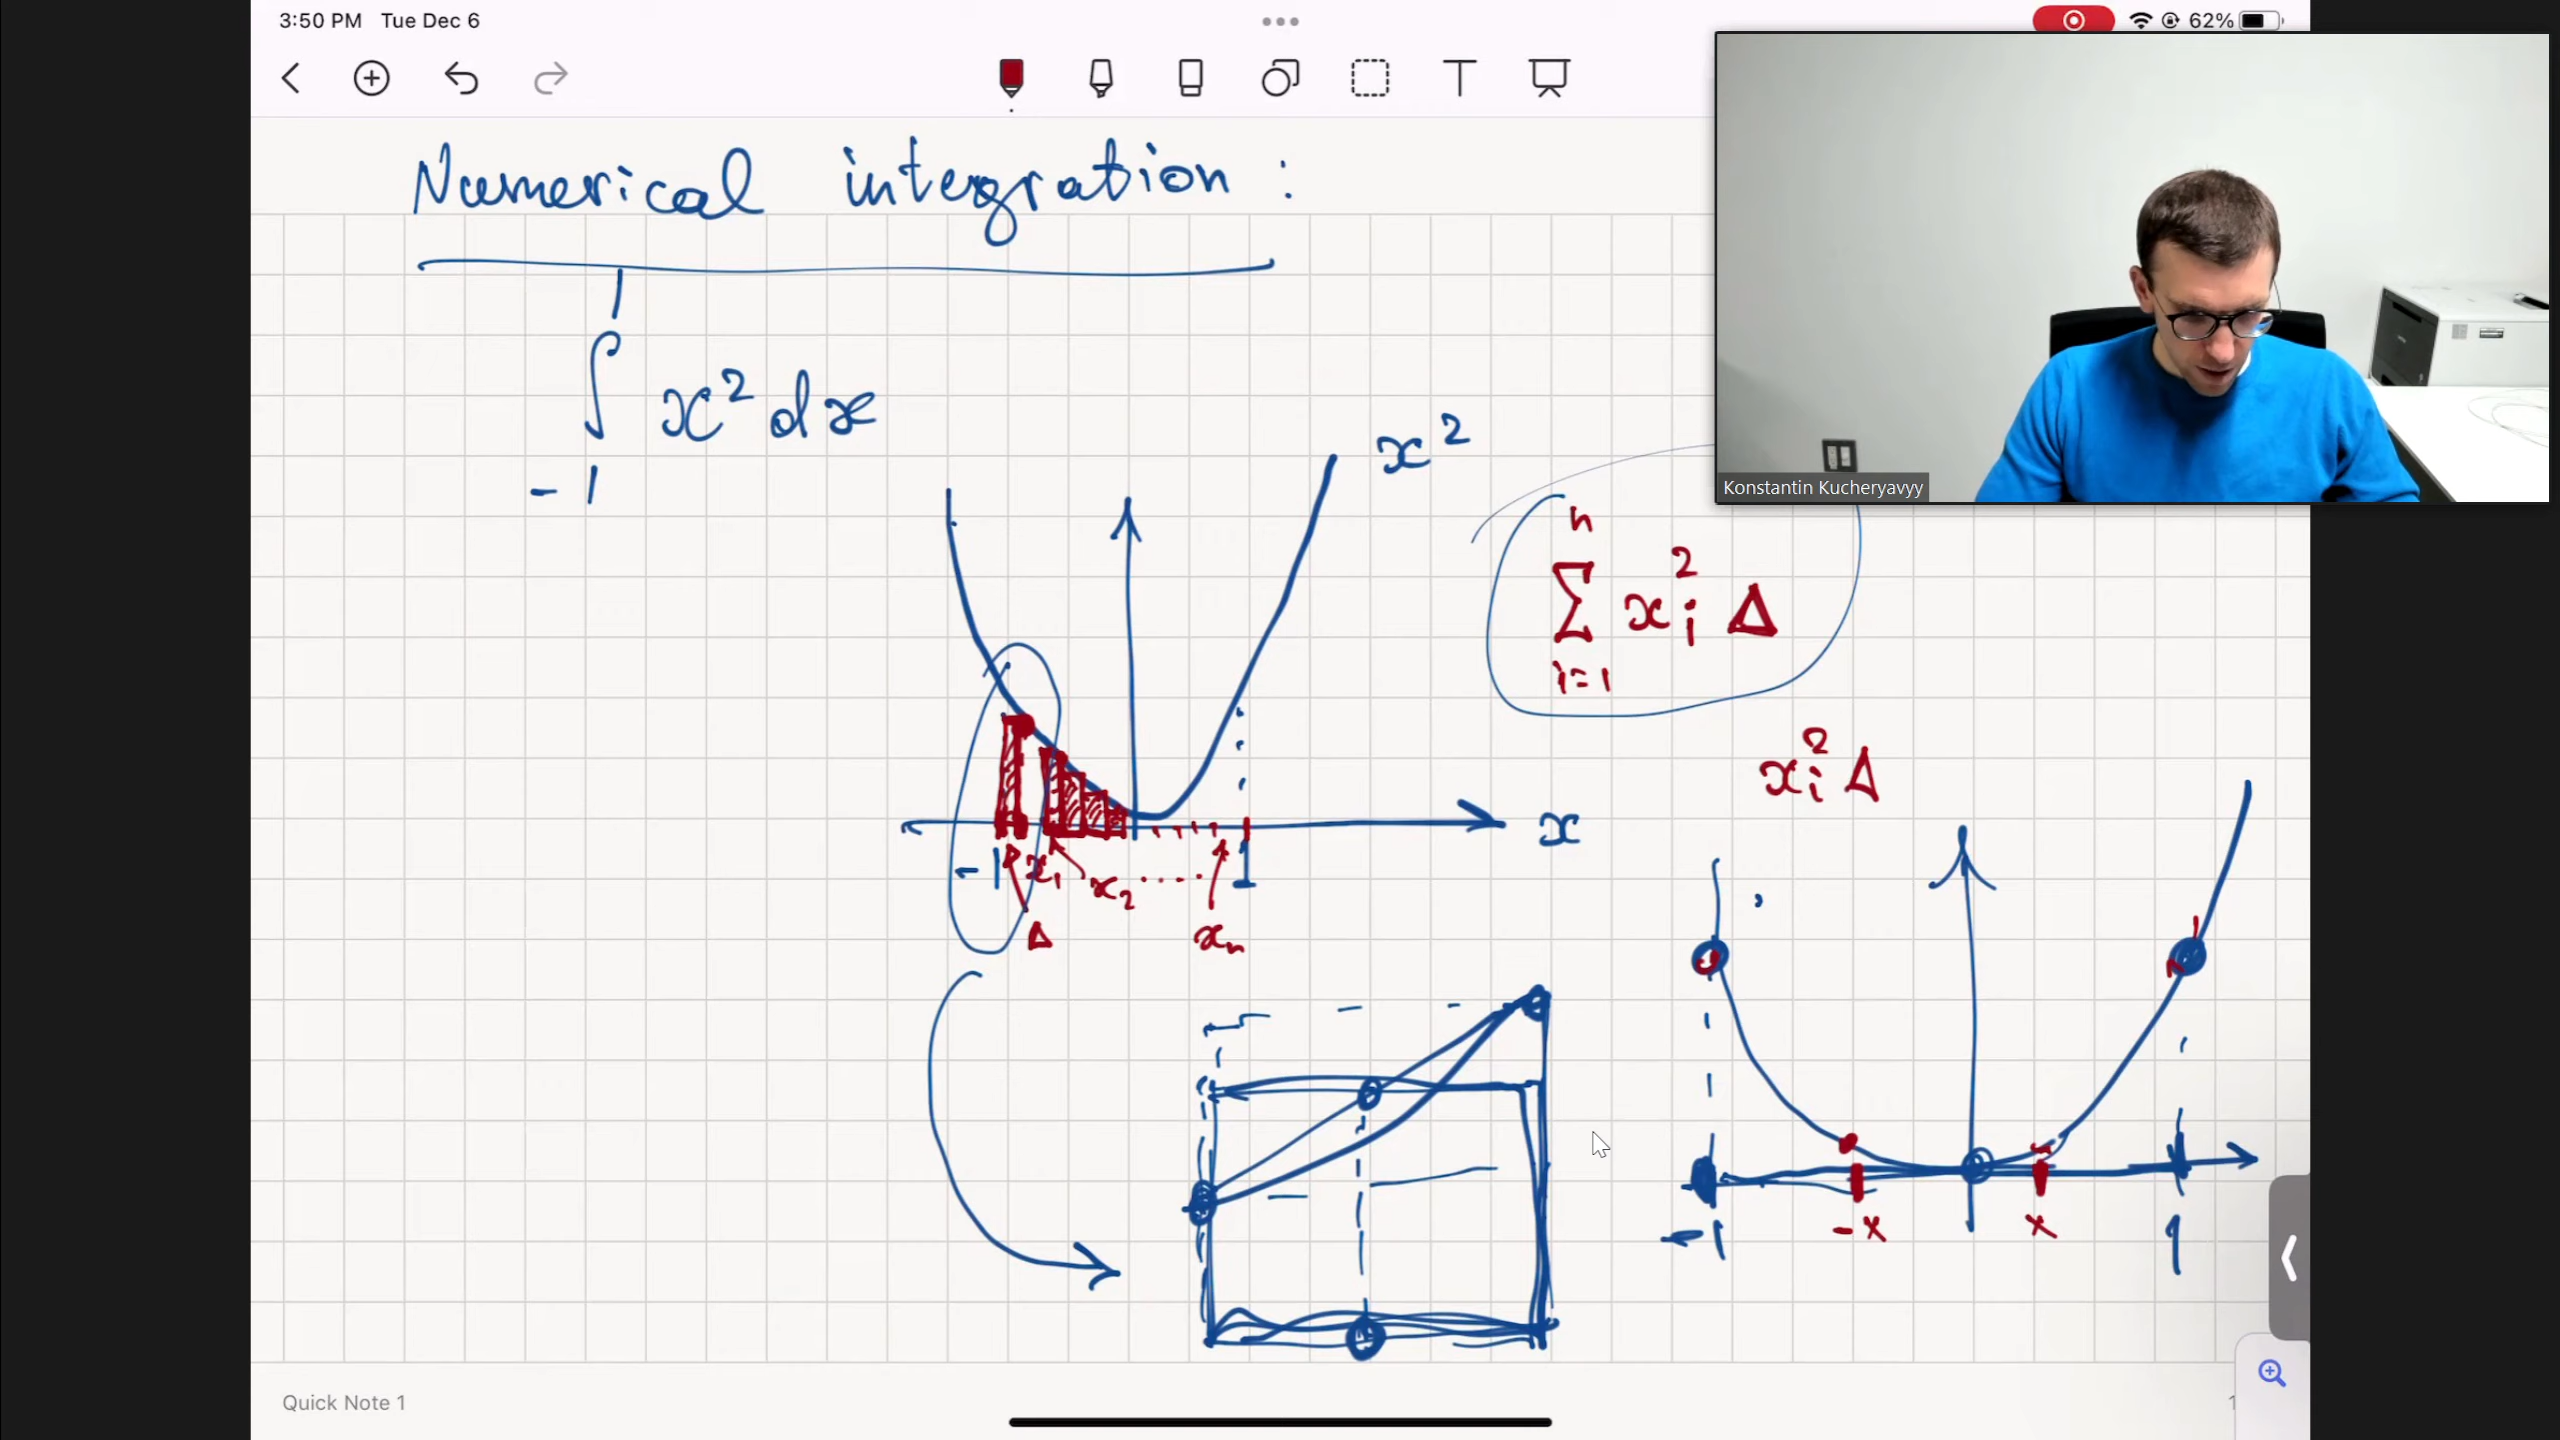 3:50 PM Tue Dec 6
62%
Numerical integration:
1
∫ x² dx
-1
x²
n
∑ xᵢ² Δ
i=1
xᵢ² Δ
x
-1 x₁ x₂ ..... 1
Δ xₙ
-x x
-1 1
Konstantin Kucheryavyy
Quick Note 1